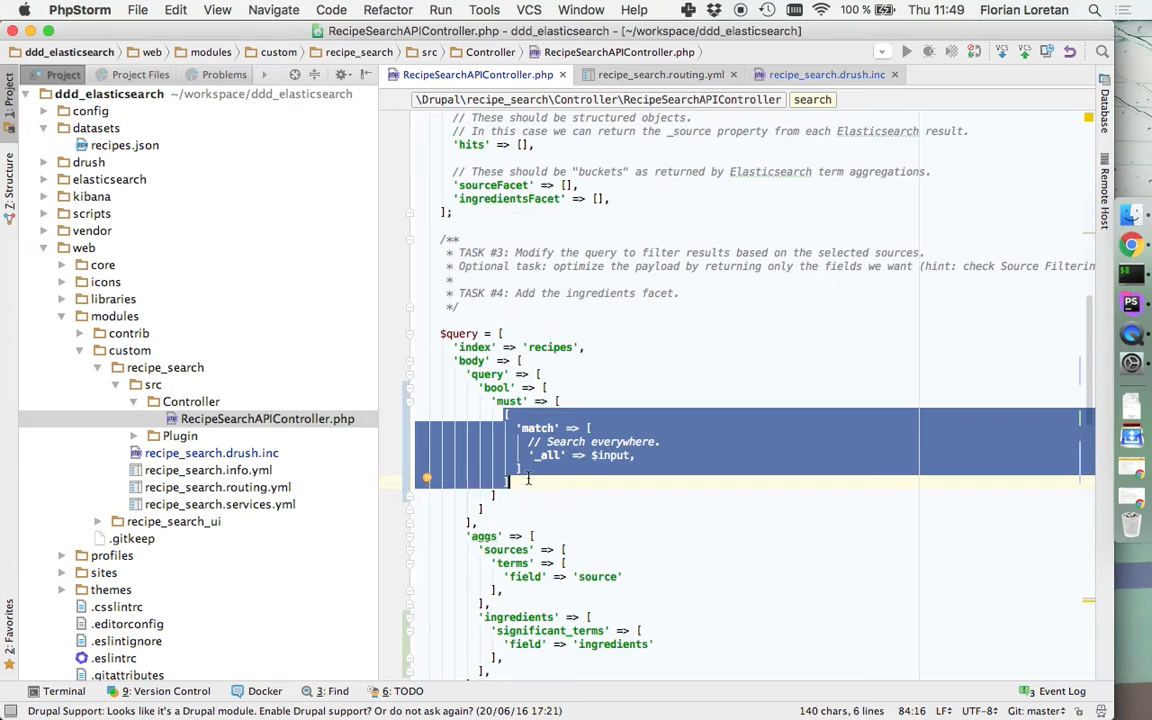 PhpStorm File Edit View Navigate Code Refactor Run Tools VCS Window Help 100 % Thu 11:49 Florian Loretan
RecipeSearchAPIController.php - ddd_elasticsearch - [~/workspace/ddd_elasticsearch]
ddd_elasticsearch web modules custom recipe_search src Controller RecipeSearchAPIController.php
Project Project Files Problems RecipeSearchAPIController.php recipe_search.routing.yml recipe_search.drush.inc
1: Project
Z: Structure
2: Favorites
ddd_elasticsearch ~/workspace/ddd_elasticsearch
config
datasets
recipes.json
drush
elasticsearch
kibana
scripts
vendor
web
core
icons
libraries
modules
contrib
custom
recipe_search
src
Controller
RecipeSearchAPIController.php
Plugin
recipe_search.drush.inc
recipe_search.info.yml
recipe_search.routing.yml
recipe_search.services.yml
recipe_search_ui
.gitkeep
profiles
sites
themes
.csslintrc
.editorconfig
.eslintignore
.eslintrc
.gitattributes
\Drupal\recipe_search\Controller\RecipeSearchAPIController search
// These should be structured objects.
// In this case we can return the _source property from each Elasticsearch result.
'hits' => [],
// These should be "buckets" as returned by Elasticsearch term aggregations.
'sourceFacet' => [],
'ingredientsFacet' => [],
];
/**
* TASK #3: Modify the query to filter results based on the selected sources.
* Optional task: optimize the payload by returning only the fields we want (hint: check Source Filterin
*
* TASK #4: Add the ingredients facet.
*/
$query = [
'index' => 'recipes',
'body' => [
'query' => [
'bool' => [
'must' => [
[
'match' => [
// Search everywhere.
'_all' => $input,
]
]
]
]
],
'aggs' => [
'sources' => [
'terms' => [
'field' => 'source'
],
],
'ingredients' => [
'significant_terms' => [
'field' => 'ingredients'
],
],
Database
Remote Host
Terminal 9: Version Control Docker 3: Find 6: TODO 3 Event Log
Drupal Support: Looks like it's a Drupal module. Enable Drupal support? Or do not ask again? (20/06/16 17:21) 140 chars, 6 lines 84:16 LF÷ UTF-8÷ Git: master÷